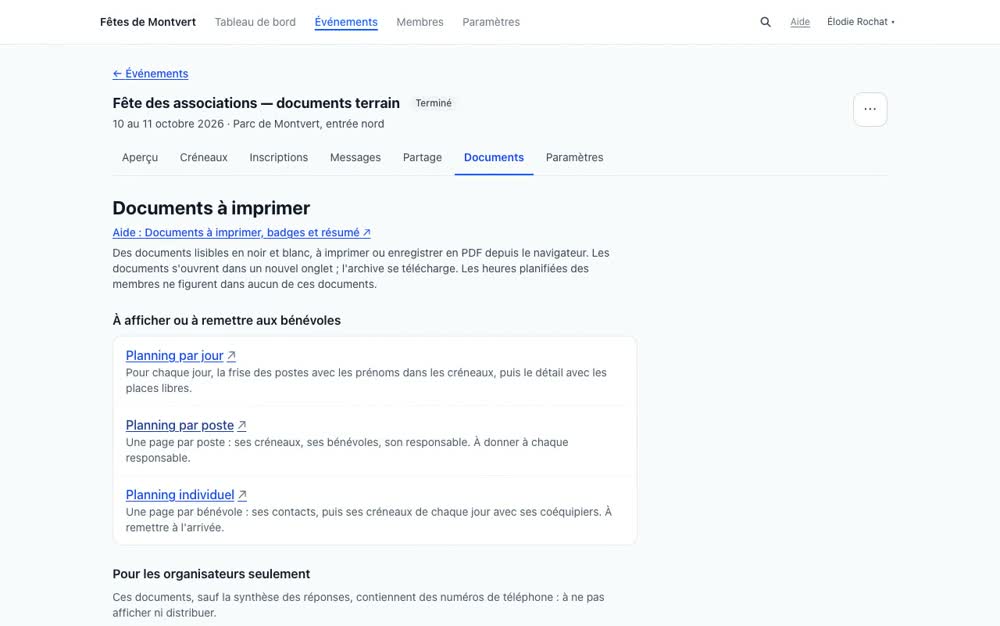 Fêtes de Montvert Tableau de bord Événements Membres Paramètres Aide Élodie Rochat
← Événements
Fête des associations — documents terrain Terminé
10 au 11 octobre 2026 · Parc de Montvert, entrée nord
...
Aperçu Créneaux Inscriptions Messages Partage Documents Paramètres
Documents à imprimer
Aide : Documents à imprimer, badges et résumé ↗
Des documents lisibles en noir et blanc, à imprimer ou enregistrer en PDF depuis le navigateur. Les
documents s'ouvrent dans un nouvel onglet ; l'archive se télécharge. Les heures planifiées des
membres ne figurent dans aucun de ces documents.
À afficher ou à remettre aux bénévoles
Planning par jour ↗
Pour chaque jour, la frise des postes avec les prénoms dans les créneaux, puis le détail avec les
places libres.
Planning par poste ↗
Une page par poste : ses créneaux, ses bénévoles, son responsable. À donner à chaque
responsable.
Planning individuel ↗
Une page par bénévole : ses contacts, puis ses créneaux de chaque jour avec ses coéquipiers. À
remettre à l'arrivée.
Pour les organisateurs seulement
Ces documents, sauf la synthèse des réponses, contiennent des numéros de téléphone : à ne pas
afficher ni distribuer.